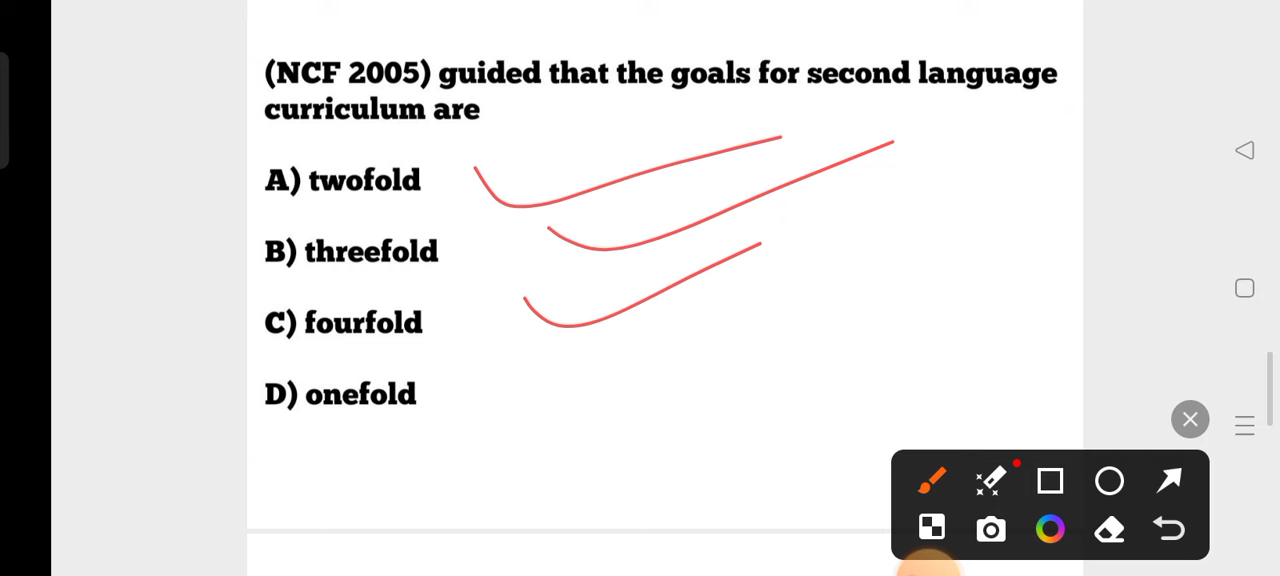 (NCF 2005) guided that the goals for second language
curriculum are
A) twofold
B) threefold
C) fourfold
D) onefold